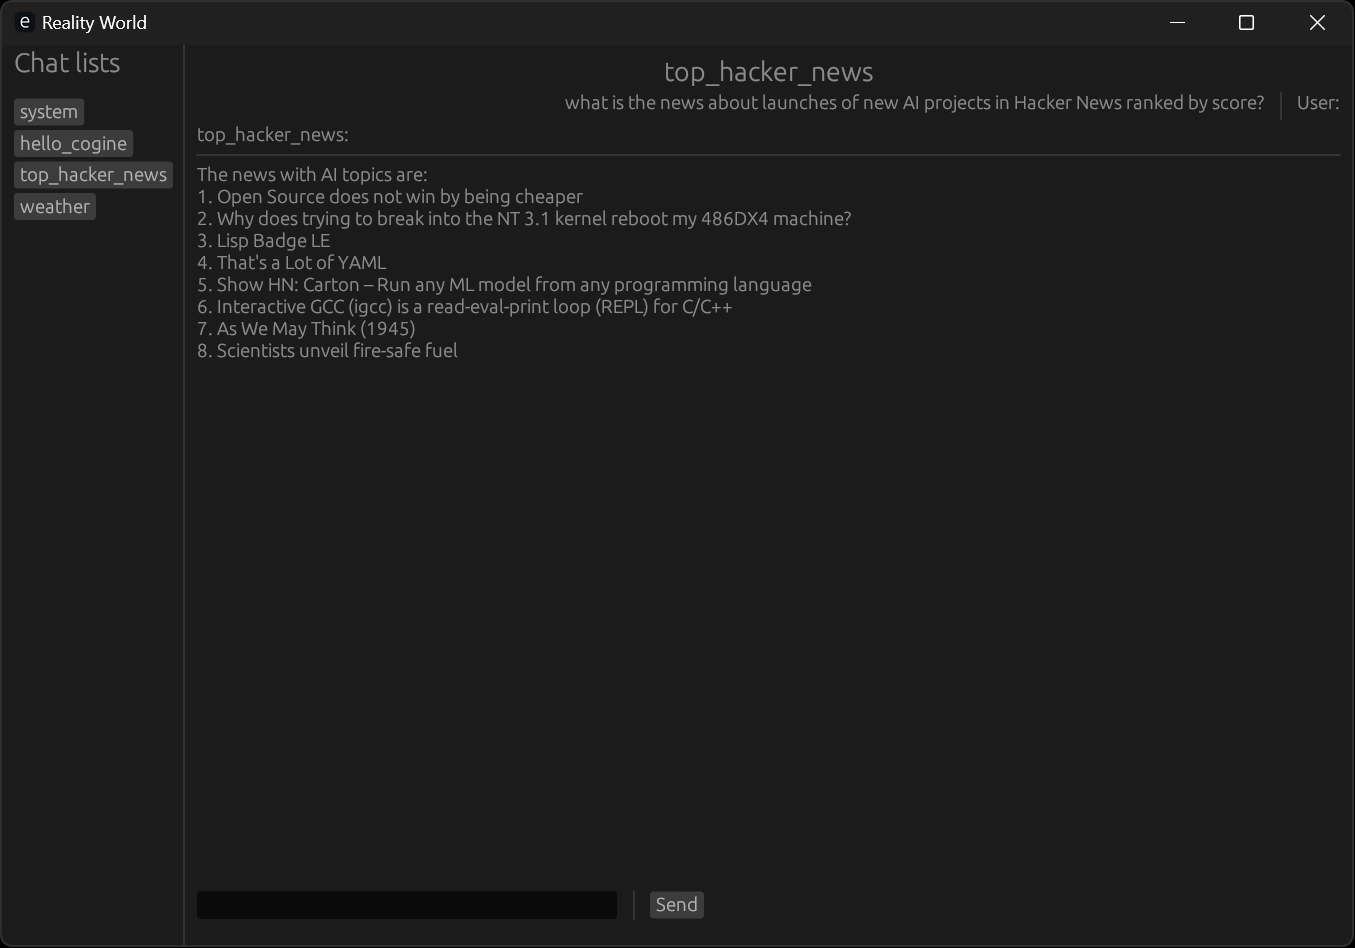 e Reality World
Chat lists
system
hello_cogine
top_hacker_news
weather
top_hacker_news
what is the news about launches of new AI projects in Hacker News ranked by score? User:
top_hacker_news:
The news with AI topics are:
1. Open Source does not win by being cheaper
2. Why does trying to break into the NT 3.1 kernel reboot my 486DX4 machine?
3. Lisp Badge LE
4. That's a Lot of YAML
5. Show HN: Carton – Run any ML model from any programming language
6. Interactive GCC (igcc) is a read-eval-print loop (REPL) for C/C++
7. As We May Think (1945)
8. Scientists unveil fire-safe fuel
Send